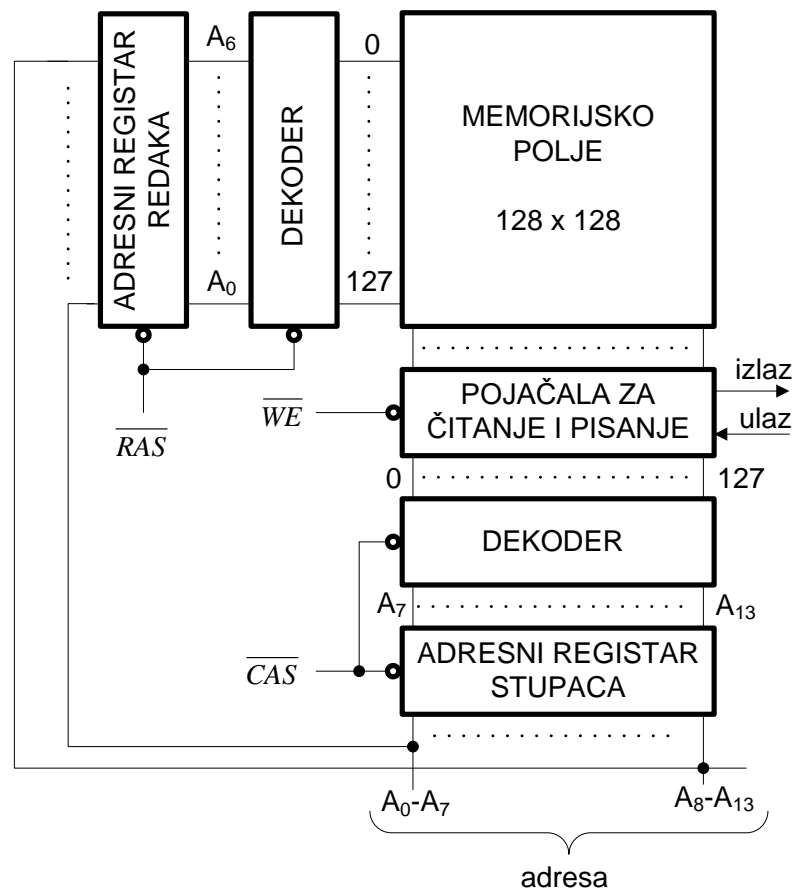 ADRESNI REGISTAR
REDAKA
A6
A0
DEKODER
0
127
MEMORIJSKO
POLJE
128 x 128
RAS
WE
POJAČALA ZA
ČITANJE I PISANJE
izlaz
ulaz
0
127
DEKODER
A7
A13
CAS
ADRESNI REGISTAR
STUPACA
A0-A7
A8-A13
adresa